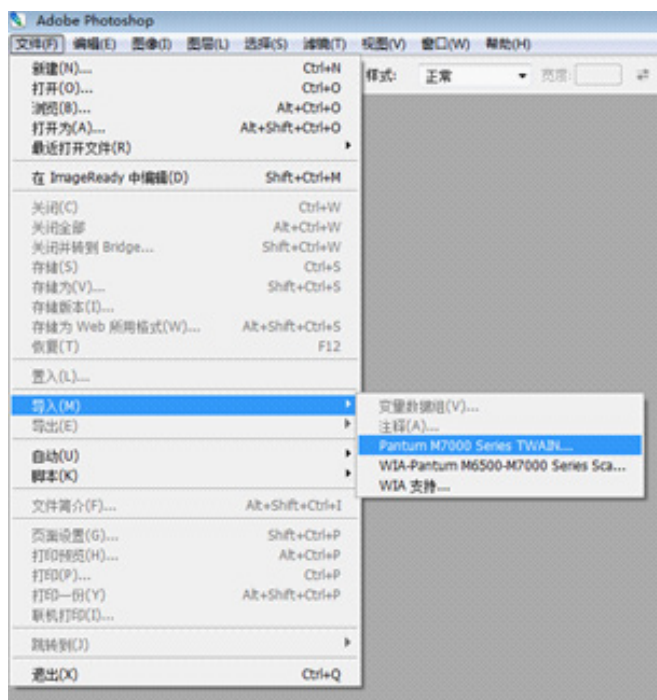 Adobe Photoshop
文件(F) 编辑(E) 图像(I) 图层(L) 选择(S) 滤镜(T) 视图(V) 窗口(W) 帮助(H)
样式: 正常 宽度:
新建(N)... Ctrl+N
打开(O)... Ctrl+O
浏览(B)... Alt+Ctrl+O
打开为(A)... Alt+Shift+Ctrl+O
最近打开文件(R)
在 ImageReady 中编辑(D) Shift+Ctrl+M
关闭(C) Ctrl+W
关闭全部 Alt+Ctrl+W
关闭并转到 Bridge... Shift+Ctrl+W
存储(S) Ctrl+S
存储为(V)... Shift+Ctrl+S
存储版本(I)...
存储为 Web 所用格式(W)... Alt+Shift+Ctrl+S
恢复(T) F12
置入(L)...
导入(M)
导出(E)
自动(U)
脚本(K)
文件简介(F)... Alt+Shift+Ctrl+I
页面设置(G)... Shift+Ctrl+P
打印预览(H)... Alt+Ctrl+P
打印(P)... Ctrl+P
打印一份(Y) Alt+Shift+Ctrl+P
联机打印(I)...
跳转到(J)
退出(X) Ctrl+Q
变量数据组(V)...
注释(A)...
Pantum M7000 Series TWAIN...
WIA-Pantum M6500-M7000 Series Sca...
WIA 支持...